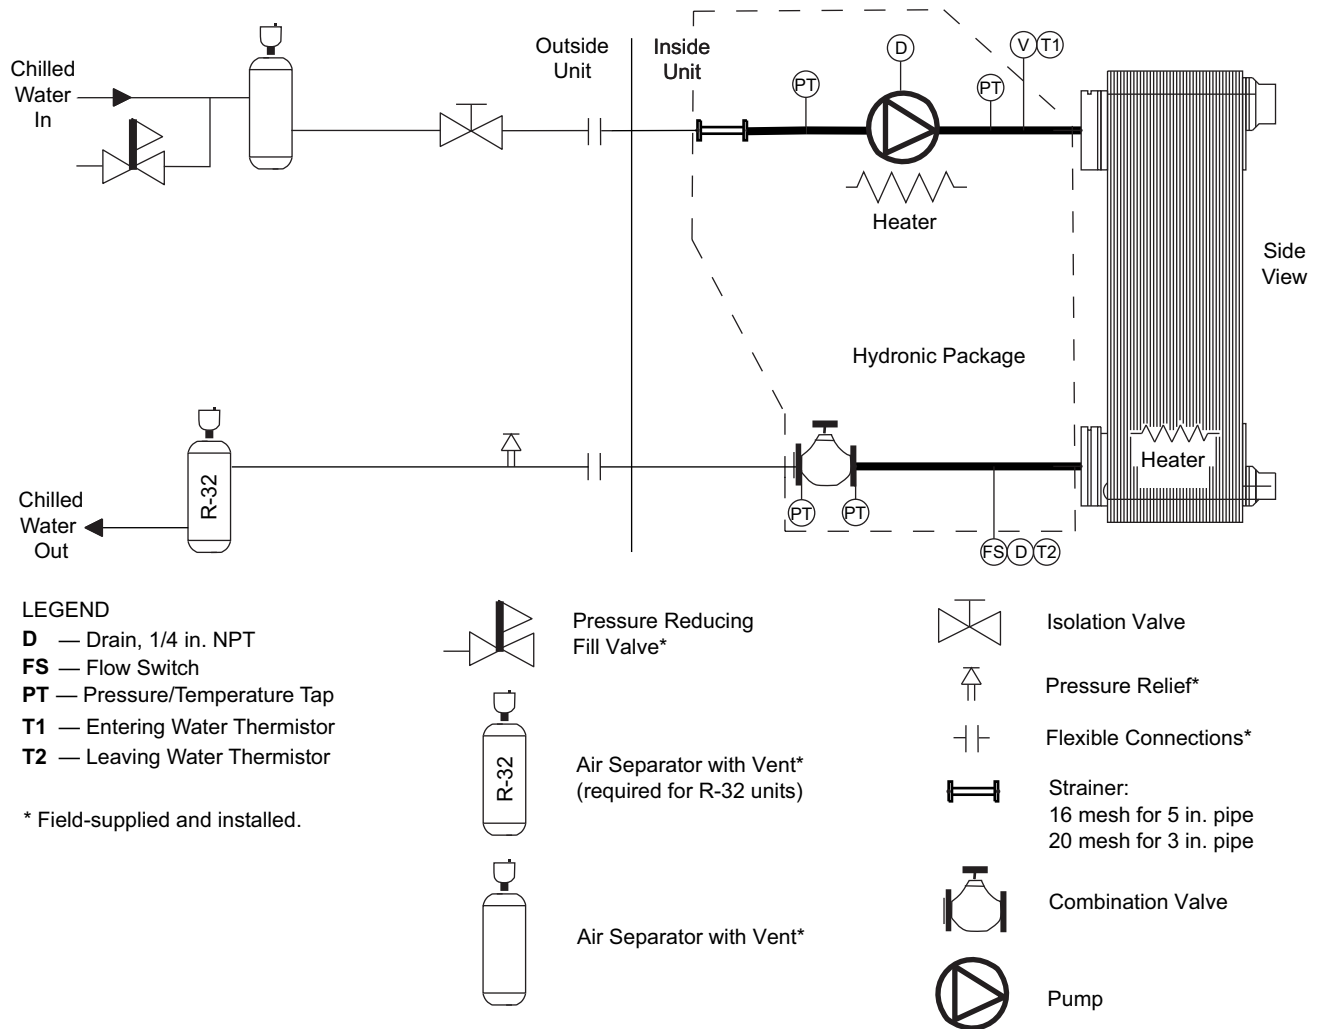 Chilled
Water
In
Outside
Unit
Inside
Unit
D
V
T1
PT
PT
Heater
Side
View
Hydronic Package
Heater
R-32
Chilled
Water
Out
PT
PT
FS
D
T2
LEGEND
D — Drain, 1/4 in. NPT
FS — Flow Switch
PT — Pressure/Temperature Tap
T1 — Entering Water Thermistor
T2 — Leaving Water Thermistor
* Field-supplied and installed.
Pressure Reducing
Fill Valve*
R-32
Air Separator with Vent*
(required for R-32 units)
Air Separator with Vent*
Isolation Valve
Pressure Relief*
Flexible Connections*
Strainer:
16 mesh for 5 in. pipe
20 mesh for 3 in. pipe
Combination Valve
Pump